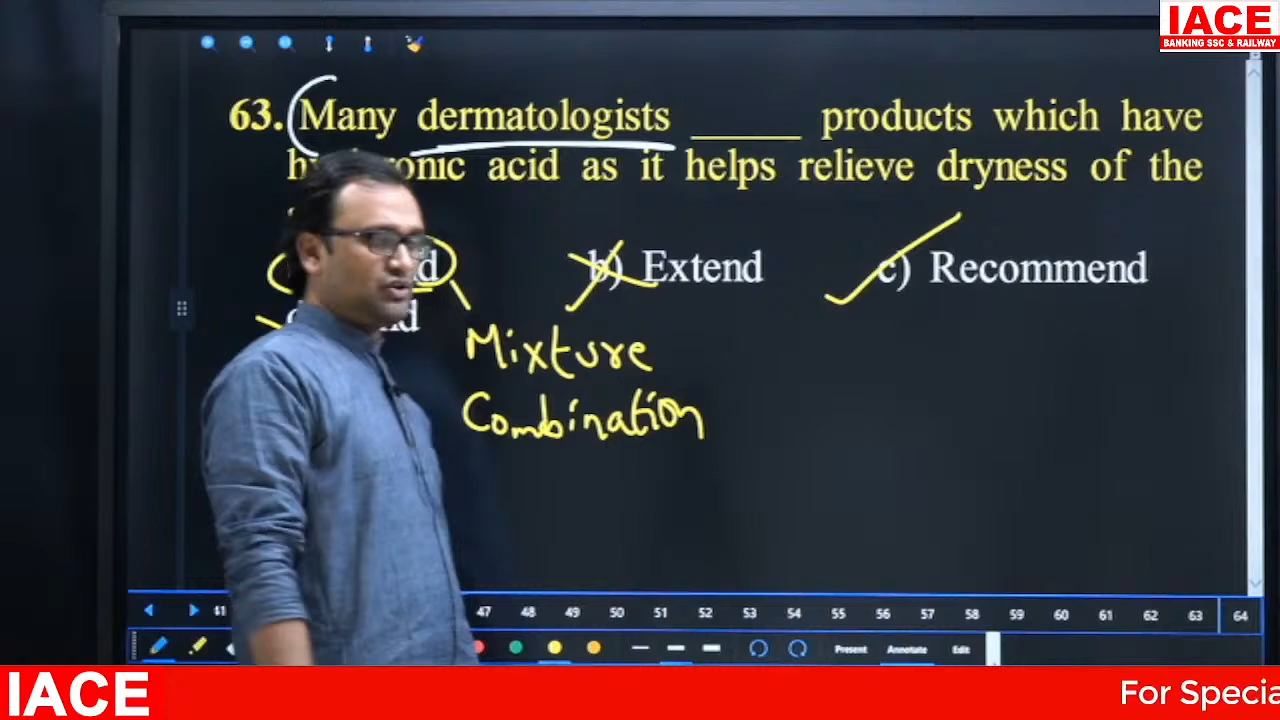 IACE
BANKING SSC & RAILWAY
63. Many dermatologists _____ products which have
acid as it helps relieve dryness of the
b) Extend c) Recommend
Mixture
Combination
47 48 49 50 51 52 53 54 55 56 57 58 59 60 61 62 63 64
Present Annotate Edit
IACE
For Specia